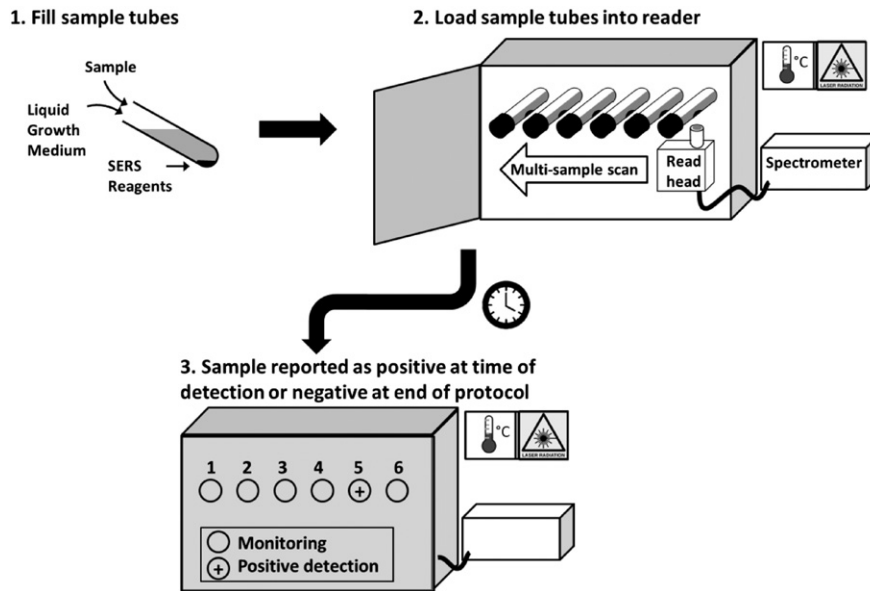 1. Fill sample tubes
Sample
Liquid
Growth
Medium
SERS
Reagents
2. Load sample tubes into reader
°C
LASER RADIATION
Multi-sample scan
Read
head
Spectrometer
3. Sample reported as positive at time of
detection or negative at end of protocol
°C
LASER RADIATION
1 2 3 4 5 6
+
Monitoring
+ Positive detection